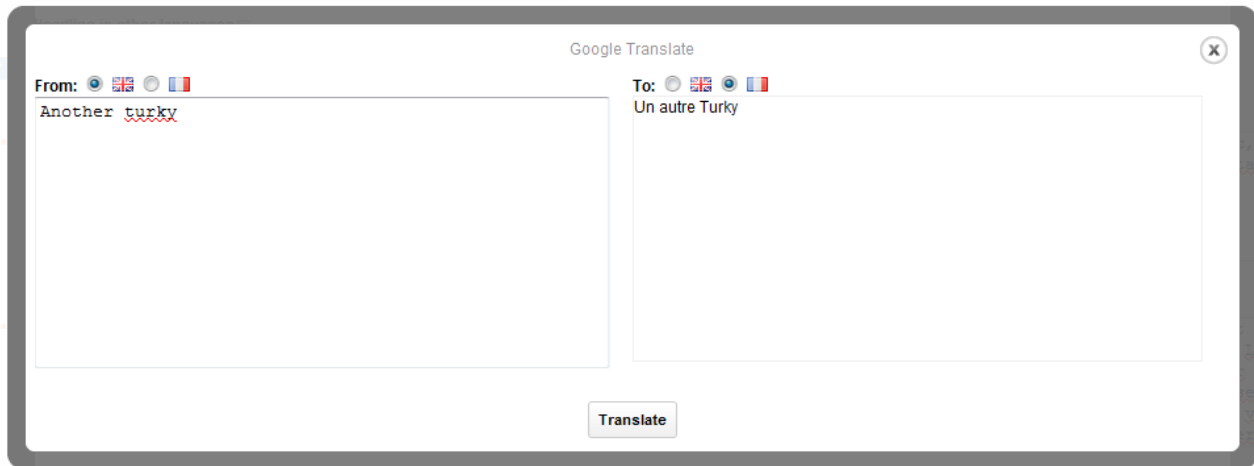 Google Translate
X
From:
To:
Another turky
Un autre Turky
Translate